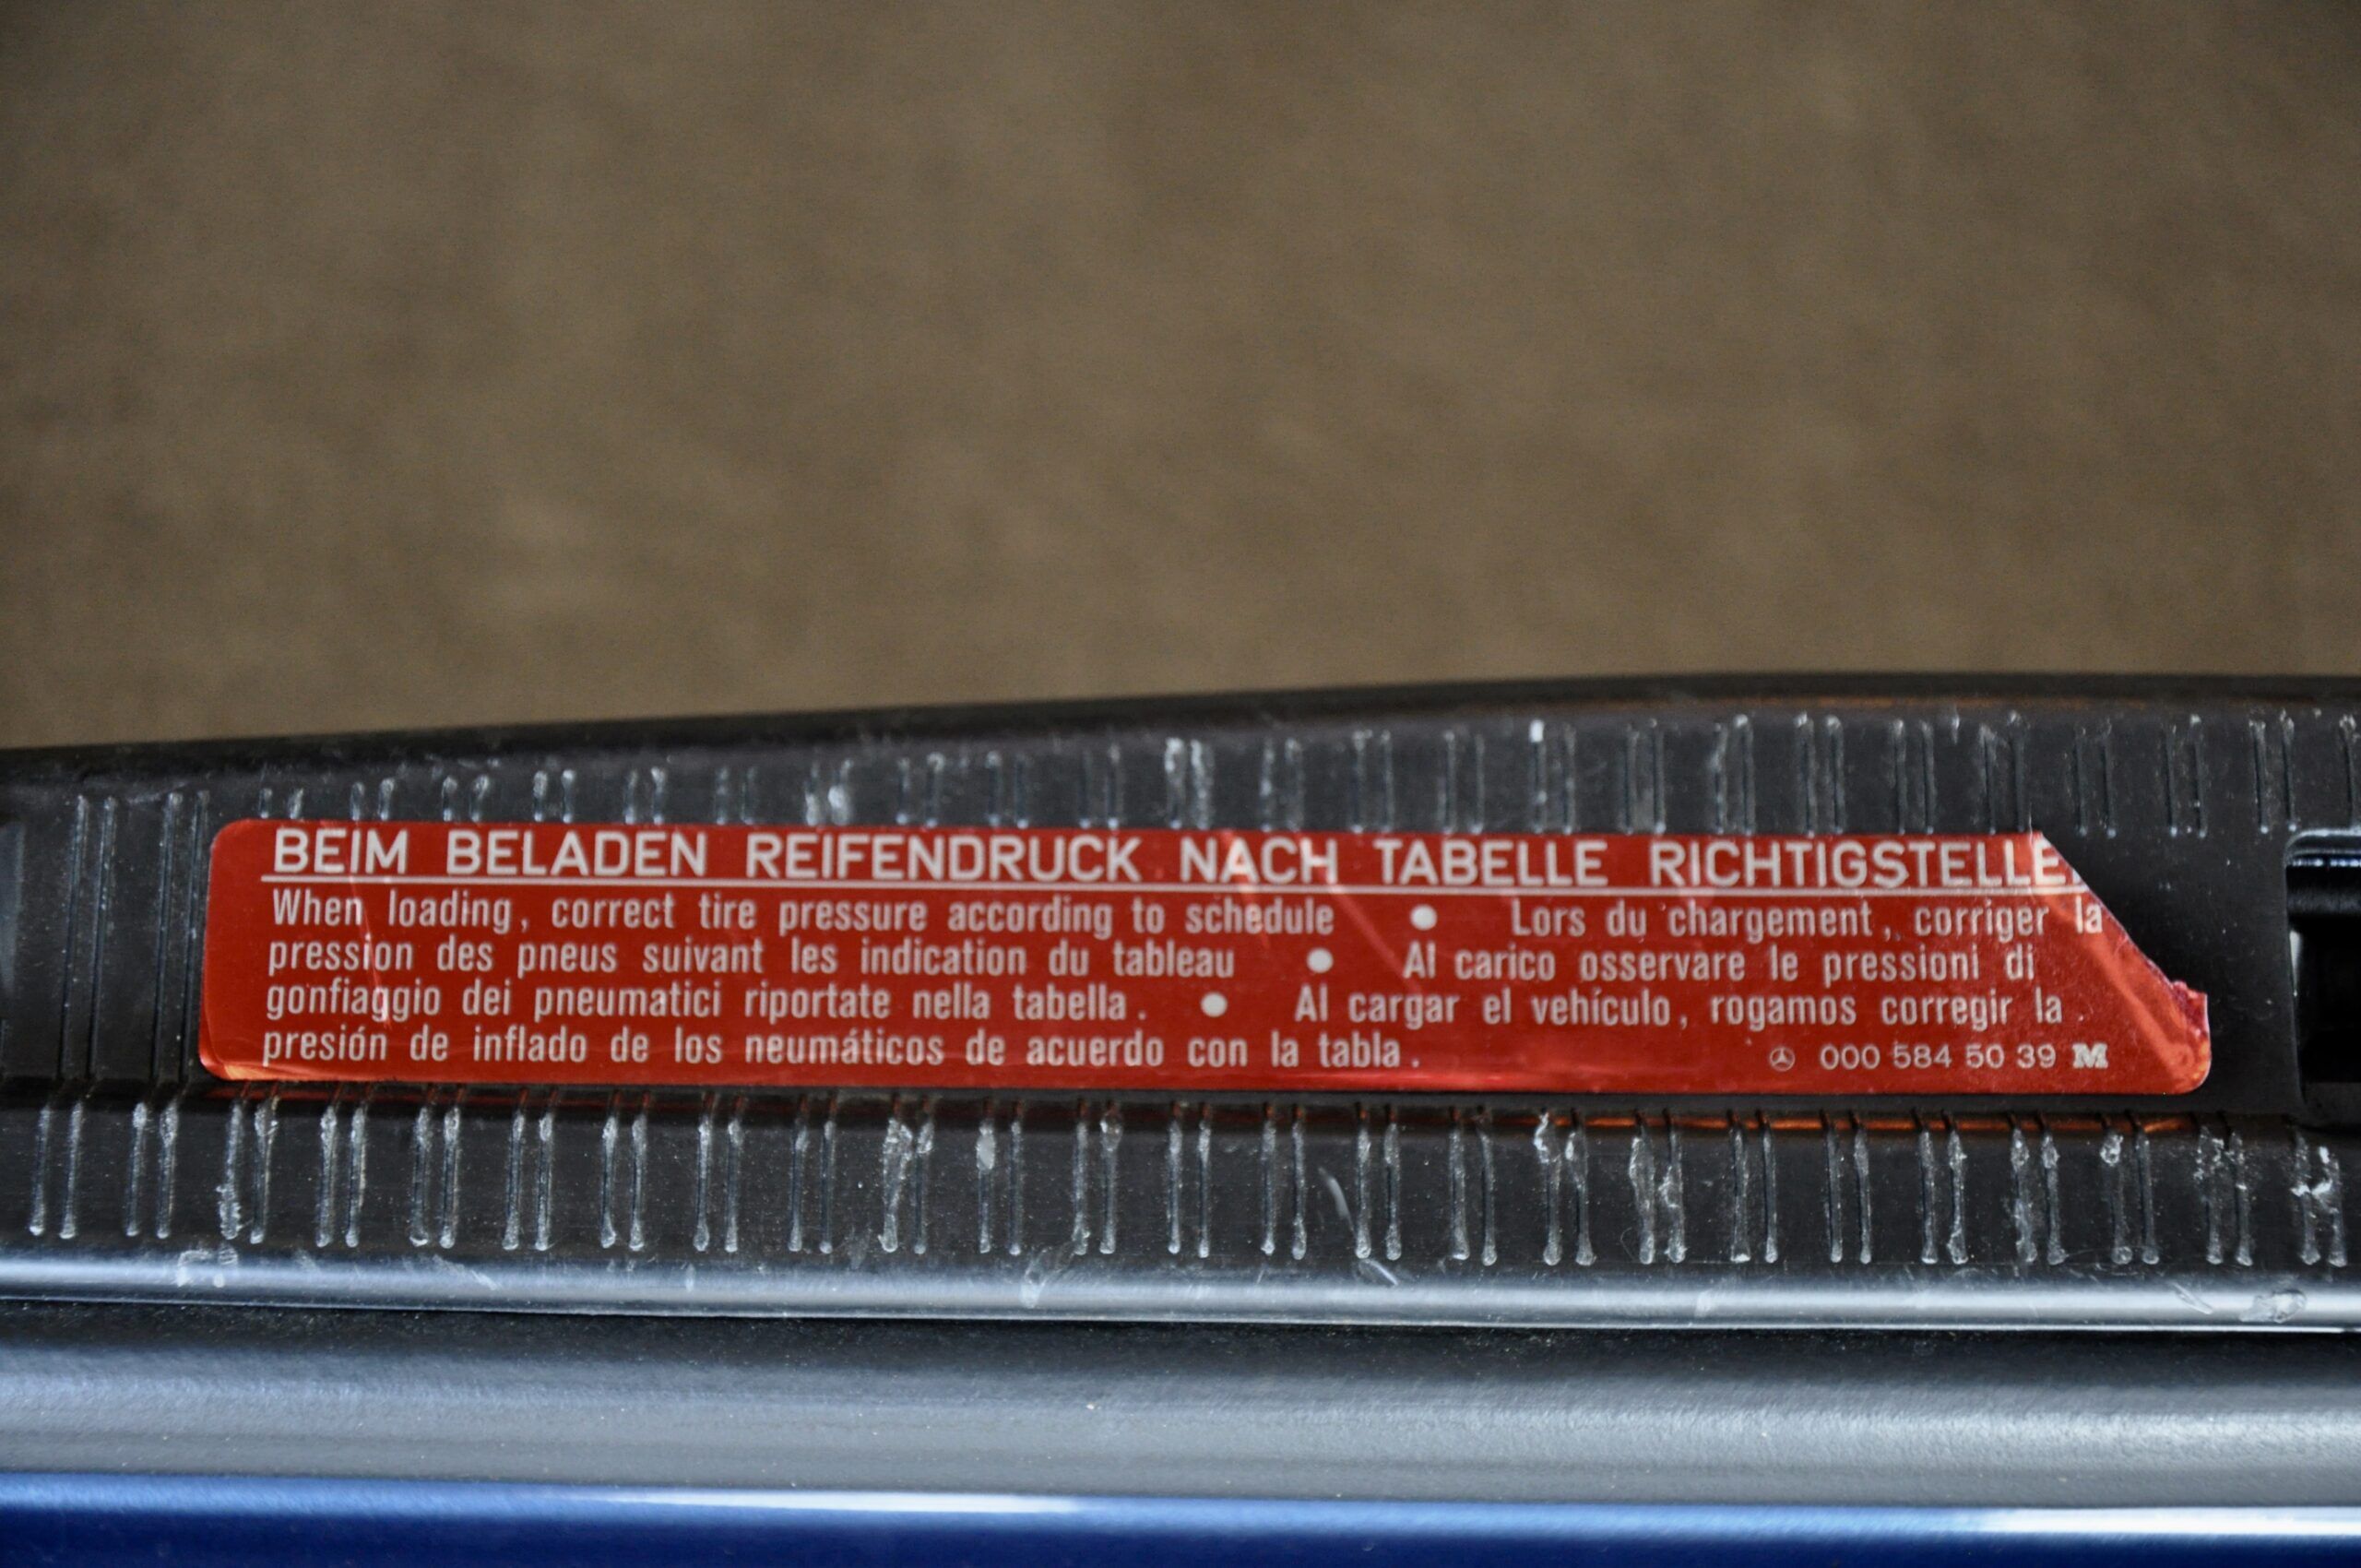 BEIM BELADEN REIFENDRUCK NACH TABELLE RICHTIGSTELLE
When loading, correct tire pressure according to schedule ● Lors du chargement, corriger la
pression des pneus suivant les indication du tableau ● Al carico osservare le pressioni di
gonfiaggio dei pneumatici riportate nella tabella. ● Al cargar el vehículo, rogamos corregir la
presión de inflado de los neumáticos de acuerdo con la tabla.
000 584 50 39 M